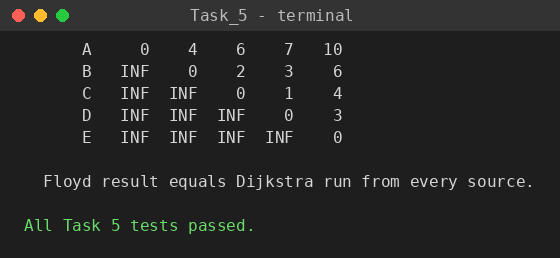 Task_5 - terminal
A 0 4 6 7 10
B INF 0 2 3 6
C INF INF 0 1 4
D INF INF INF 0 3
E INF INF INF INF 0
Floyd result equals Dijkstra run from every source.
All Task 5 tests passed.